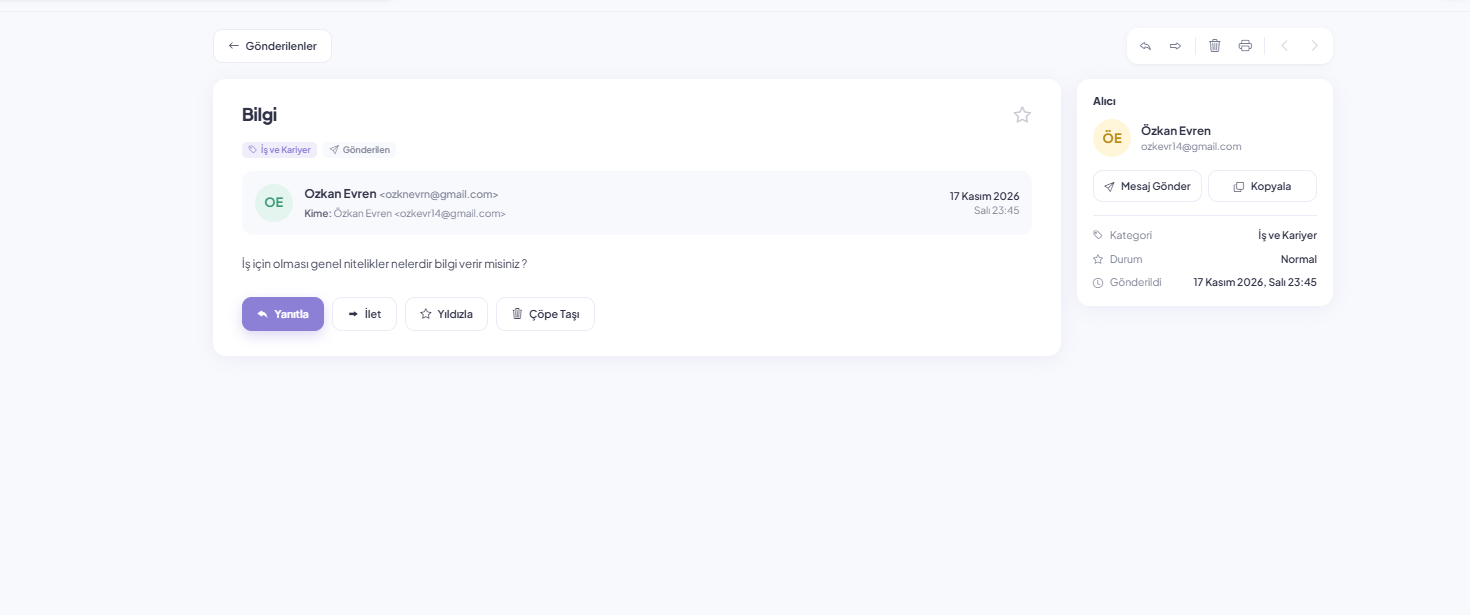 Gönderilenler
Bilgi
İş ve Kariyer
Gönderilen
OE
Ozkan Evren <ozknevrn@gmail.com>
Kime: Özkan Evren <ozkevr14@gmail.com>
17 Kasım 2026
Salı 23:45
İş için olması genel nitelikler nelerdir bilgi verir misiniz ?
Yanıtla
İlet
Yıldızla
Çöpe Taşı
Alıcı
ÖE
Özkan Evren
ozkevr14@gmail.com
Mesaj Gönder
Kopyala
Kategori
İş ve Kariyer
Durum
Normal
Gönderildi
17 Kasım 2026, Salı 23:45